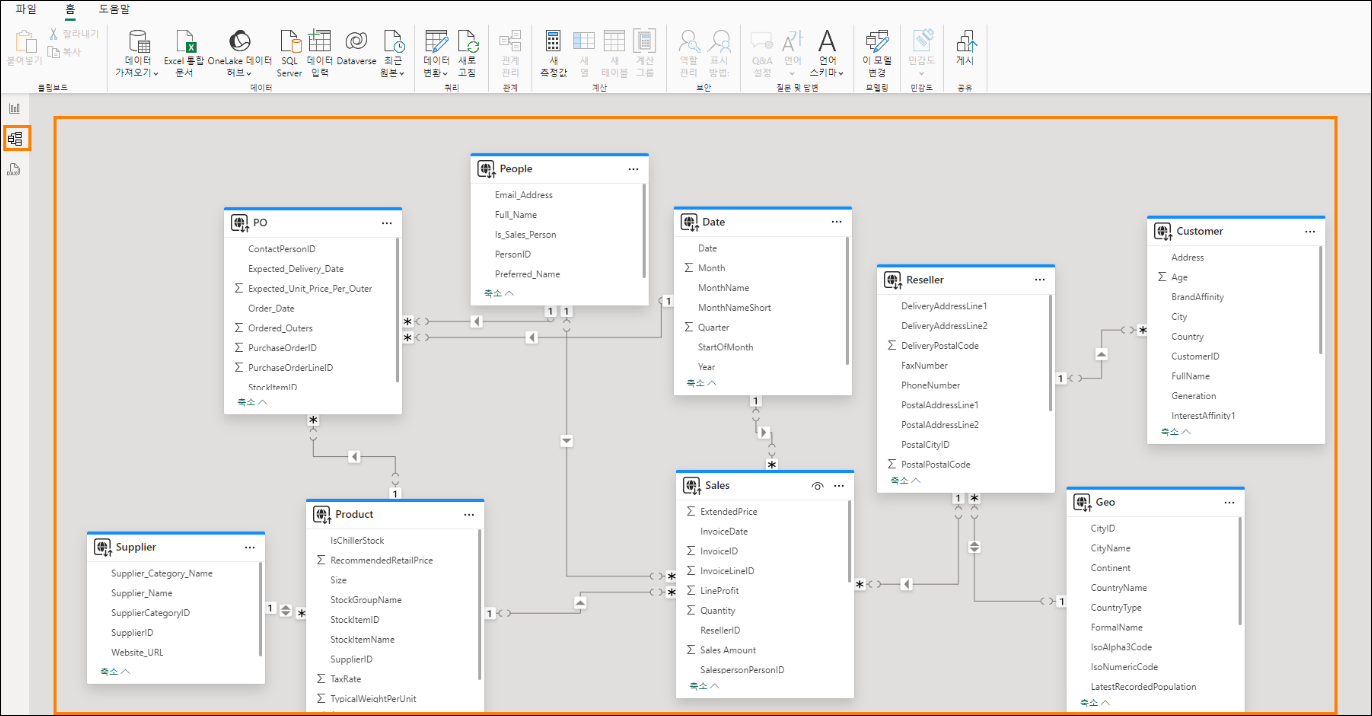 파일 홈 도움말
붙여넣기
잘라내기
복사
클립보드
데이터 가져오기
Excel 통합 문서
OneLake 데이터 허브
SQL Server
데이터 입력
Dataverse
최근 원본
데이터
데이터 변환
새로 고침
쿼리
관계 관리
관계
새 측정값
새 열
새 테이블
계산 그룹
계산
역할 관리
표시 방법:
보안
Q&A 설정
언어
언어 스키마
질문 및 답변
이 모델 변경
모델링
민감도
민감도
게시
공유
People
Email_Address
Full_Name
Is_Sales_Person
PersonID
Preferred_Name
축소
PO
ContactPersonID
Expected_Delivery_Date
Expected_Unit_Price_Per_Outer
Order_Date
Ordered_Outers
PurchaseOrderID
PurchaseOrderLineID
StockItemID
축소
Date
Date
Month
MonthName
MonthNameShort
Quarter
StartOfMonth
Year
축소
Reseller
DeliveryAddressLine1
DeliveryAddressLine2
DeliveryPostalCode
FaxNumber
PhoneNumber
PostalAddressLine1
PostalAddressLine2
PostalCityID
PostalPostalCode
축소
Customer
Address
Age
BrandAffinity
City
Country
CustomerID
FullName
Generation
InterestAffinity1
축소
Supplier
Supplier_Category_Name
Supplier_Name
SupplierCategoryID
SupplierID
Website_URL
축소
Product
IsChillerStock
RecommendedRetailPrice
Size
StockGroupName
StockItemID
StockItemName
SupplierID
TaxRate
TypicalWeightPerUnit
Sales
ExtendedPrice
InvoiceDate
InvoiceID
InvoiceLineID
LineProfit
Quantity
ResellerID
Sales Amount
SalespersonPersonID
축소
Geo
CityID
CityName
Continent
CountryName
CountryType
FormalName
IsoAlpha3Code
IsoNumericCode
LatestRecordedPopulation
축소